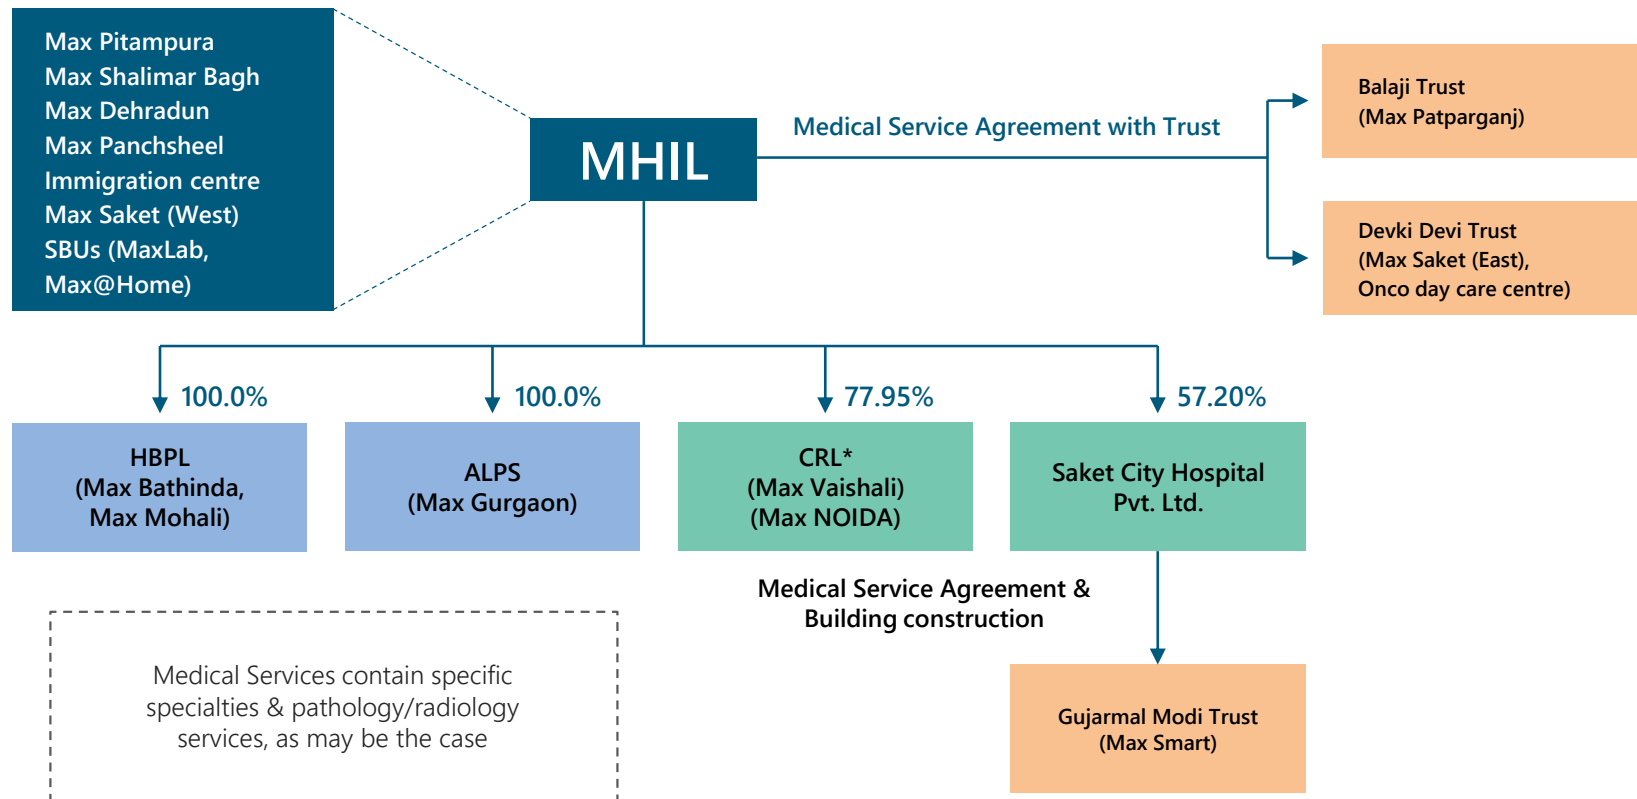 Max Pitampura
Max Shalimar Bagh
Max Dehradun
Max Panchsheel
Immigration centre
Max Saket (West)
SBUs (MaxLab,
Max@Home)
MHIL
Medical Service Agreement with Trust
Balaji Trust
(Max Patparganj)
Devki Devi Trust
(Max Saket (East),
Onco day care centre)
100.0%
100.0%
77.95%
57.20%
HBPL
(Max Bathinda,
Max Mohali)
ALPS
(Max Gurgaon)
CRL*
(Max Vaishali)
(Max NOIDA)
Saket City Hospital
Pvt. Ltd.
Medical Service Agreement &
Building construction
Medical Services contain specific
specialties & pathology/radiology
services, as may be the case
Gujarmal Modi Trust
(Max Smart)